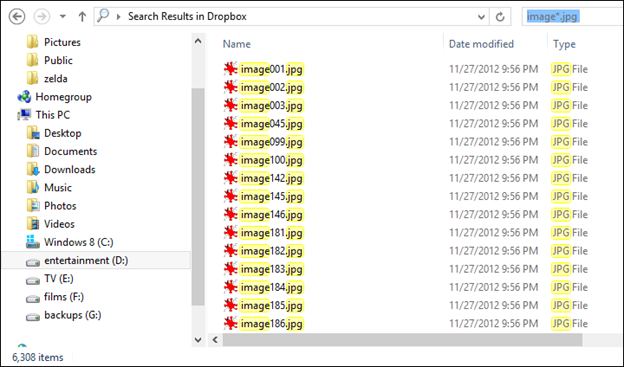 Search Results in Dropbox
image*.jpg
Pictures
Public
zelda
Homegroup
This PC
Desktop
Documents
Downloads
Music
Photos
Videos
Windows 8 (C:)
entertainment (D:)
TV (E:)
films (F:)
backups (G:)
Name Date modified Type
image001.jpg 11/27/2012 9:56 PM JPG File
image002.jpg 11/27/2012 9:56 PM JPG File
image003.jpg 11/27/2012 9:56 PM JPG File
image045.jpg 11/27/2012 9:56 PM JPG File
image099.jpg 11/27/2012 9:56 PM JPG File
image100.jpg 11/27/2012 9:56 PM JPG File
image142.jpg 11/27/2012 9:56 PM JPG File
image145.jpg 11/27/2012 9:56 PM JPG File
image146.jpg 11/27/2012 9:56 PM JPG File
image181.jpg 11/27/2012 9:56 PM JPG File
image182.jpg 11/27/2012 9:56 PM JPG File
image183.jpg 11/27/2012 9:56 PM JPG File
image184.jpg 11/27/2012 9:56 PM JPG File
image185.jpg 11/27/2012 9:56 PM JPG File
image186.jpg 11/27/2012 9:56 PM JPG File
6,308 items